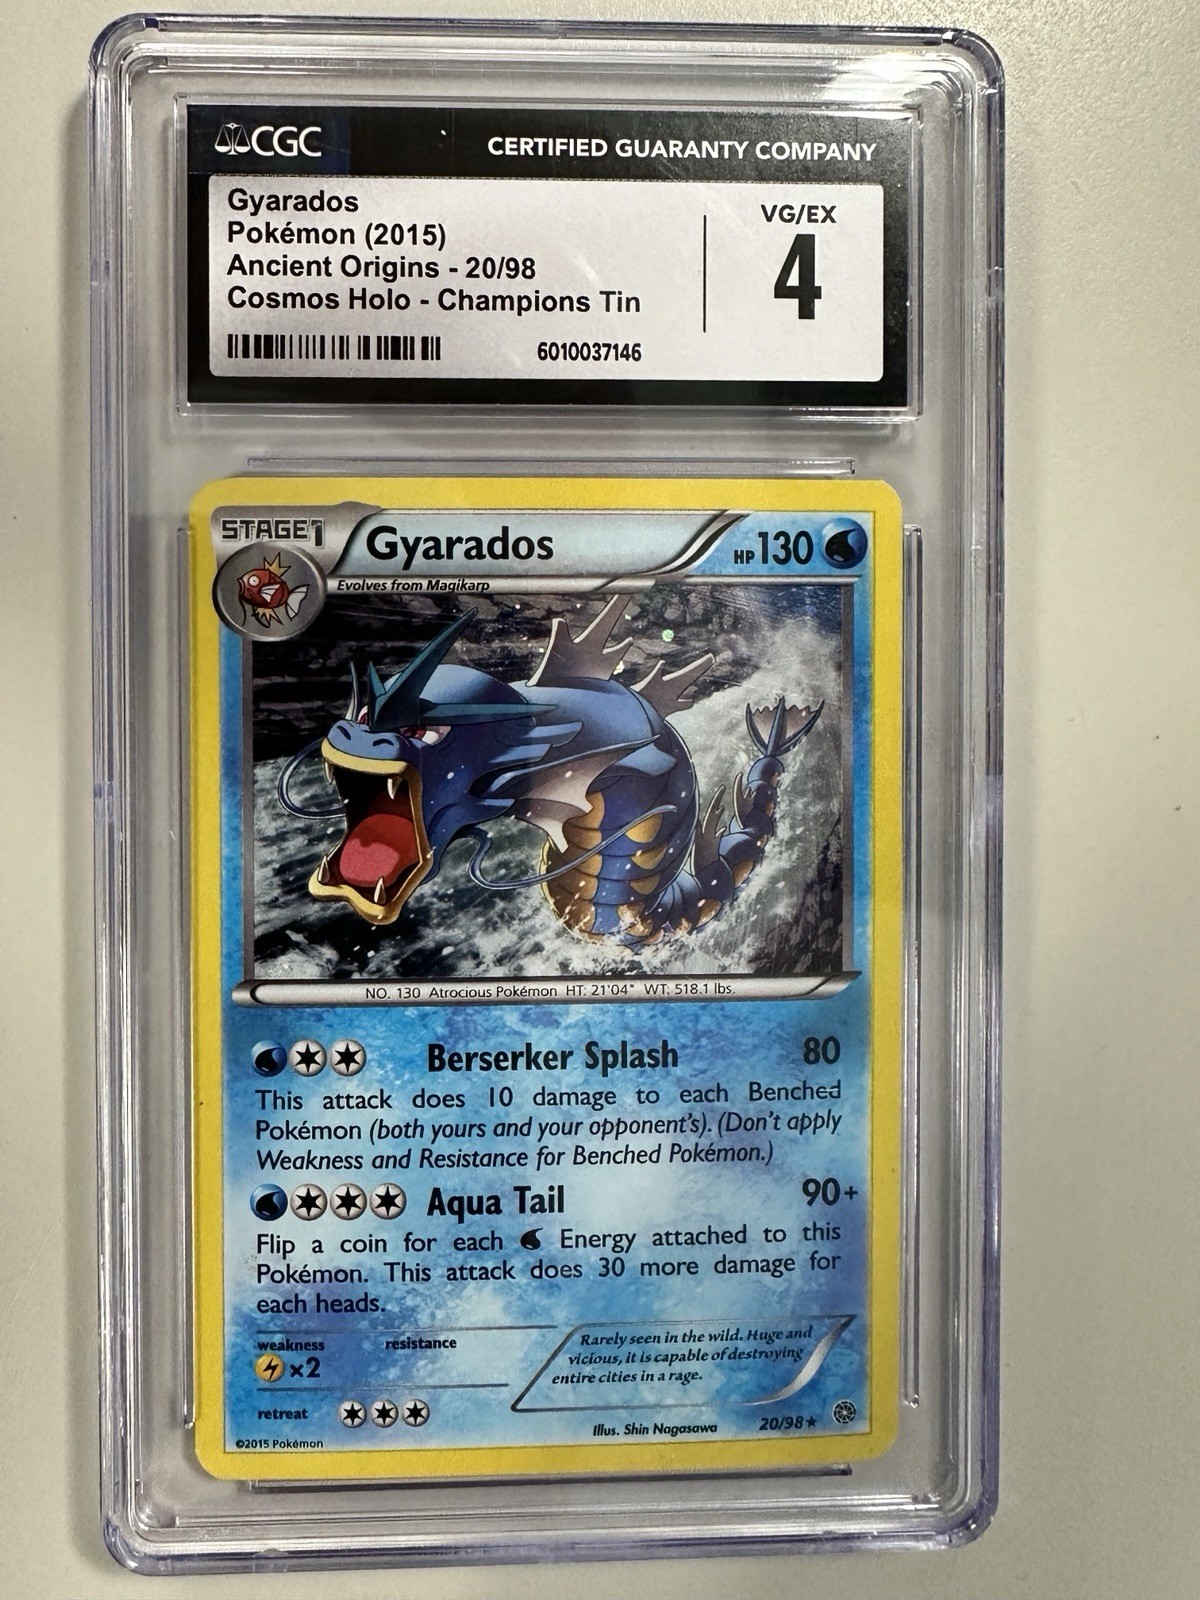 CGC
CERTIFIED GUARANTY COMPANY
Gyarados
Pokémon (2015)
Ancient Origins - 20/98
Cosmos Holo - Champions Tin
6010037146
VG/EX
4
STAGE1
Gyarados
HP130
Evolves from Magikarp
NO. 130 Atrocious Pokémon HT: 21'04" WT: 518.1 lbs.
Berserker Splash 80
This attack does 10 damage to each Benched
Pokémon (both yours and your opponent's). (Don't apply
Weakness and Resistance for Benched Pokémon.)
Aqua Tail 90+
Flip a coin for each Energy attached to this
Pokémon. This attack does 30 more damage for
each heads.
weakness resistance
×2
retreat
Rarely seen in the wild. Huge and
vicious, it is capable of destroying
entire cities in a rage.
Illus. Shin Nagasawa
20/98★
©2015 Pokémon